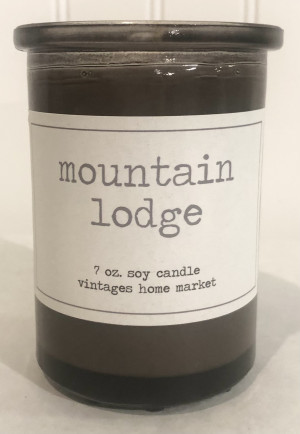 mountain
lodge
7 oz. soy candle
vintages home market